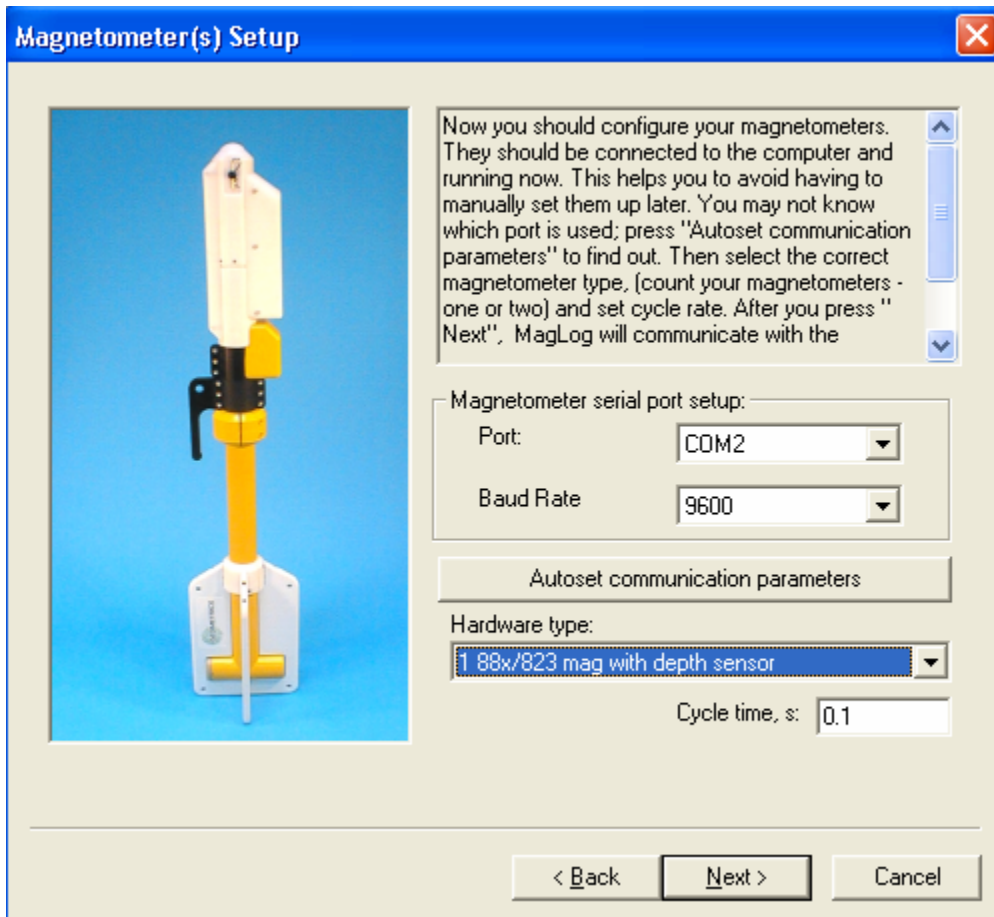 Magnetometer(s) Setup
Now you should configure your magnetometers.
They should be connected to the computer and
running now. This helps you to avoid having to
manually set them up later. You may not know
which port is used; press "Autoset communication
parameters" to find out. Then select the correct
magnetometer type, (count your magnetometers -
one or two) and set cycle rate. After you press "
Next",  MagLog will communicate with the
Magnetometer serial port setup:
Port:
COM2
Baud Rate
9600
Autoset communication parameters
Hardware type:
1 88x/823 mag with depth sensor
Cycle time, s:
0.1
< Back
Next >
Cancel